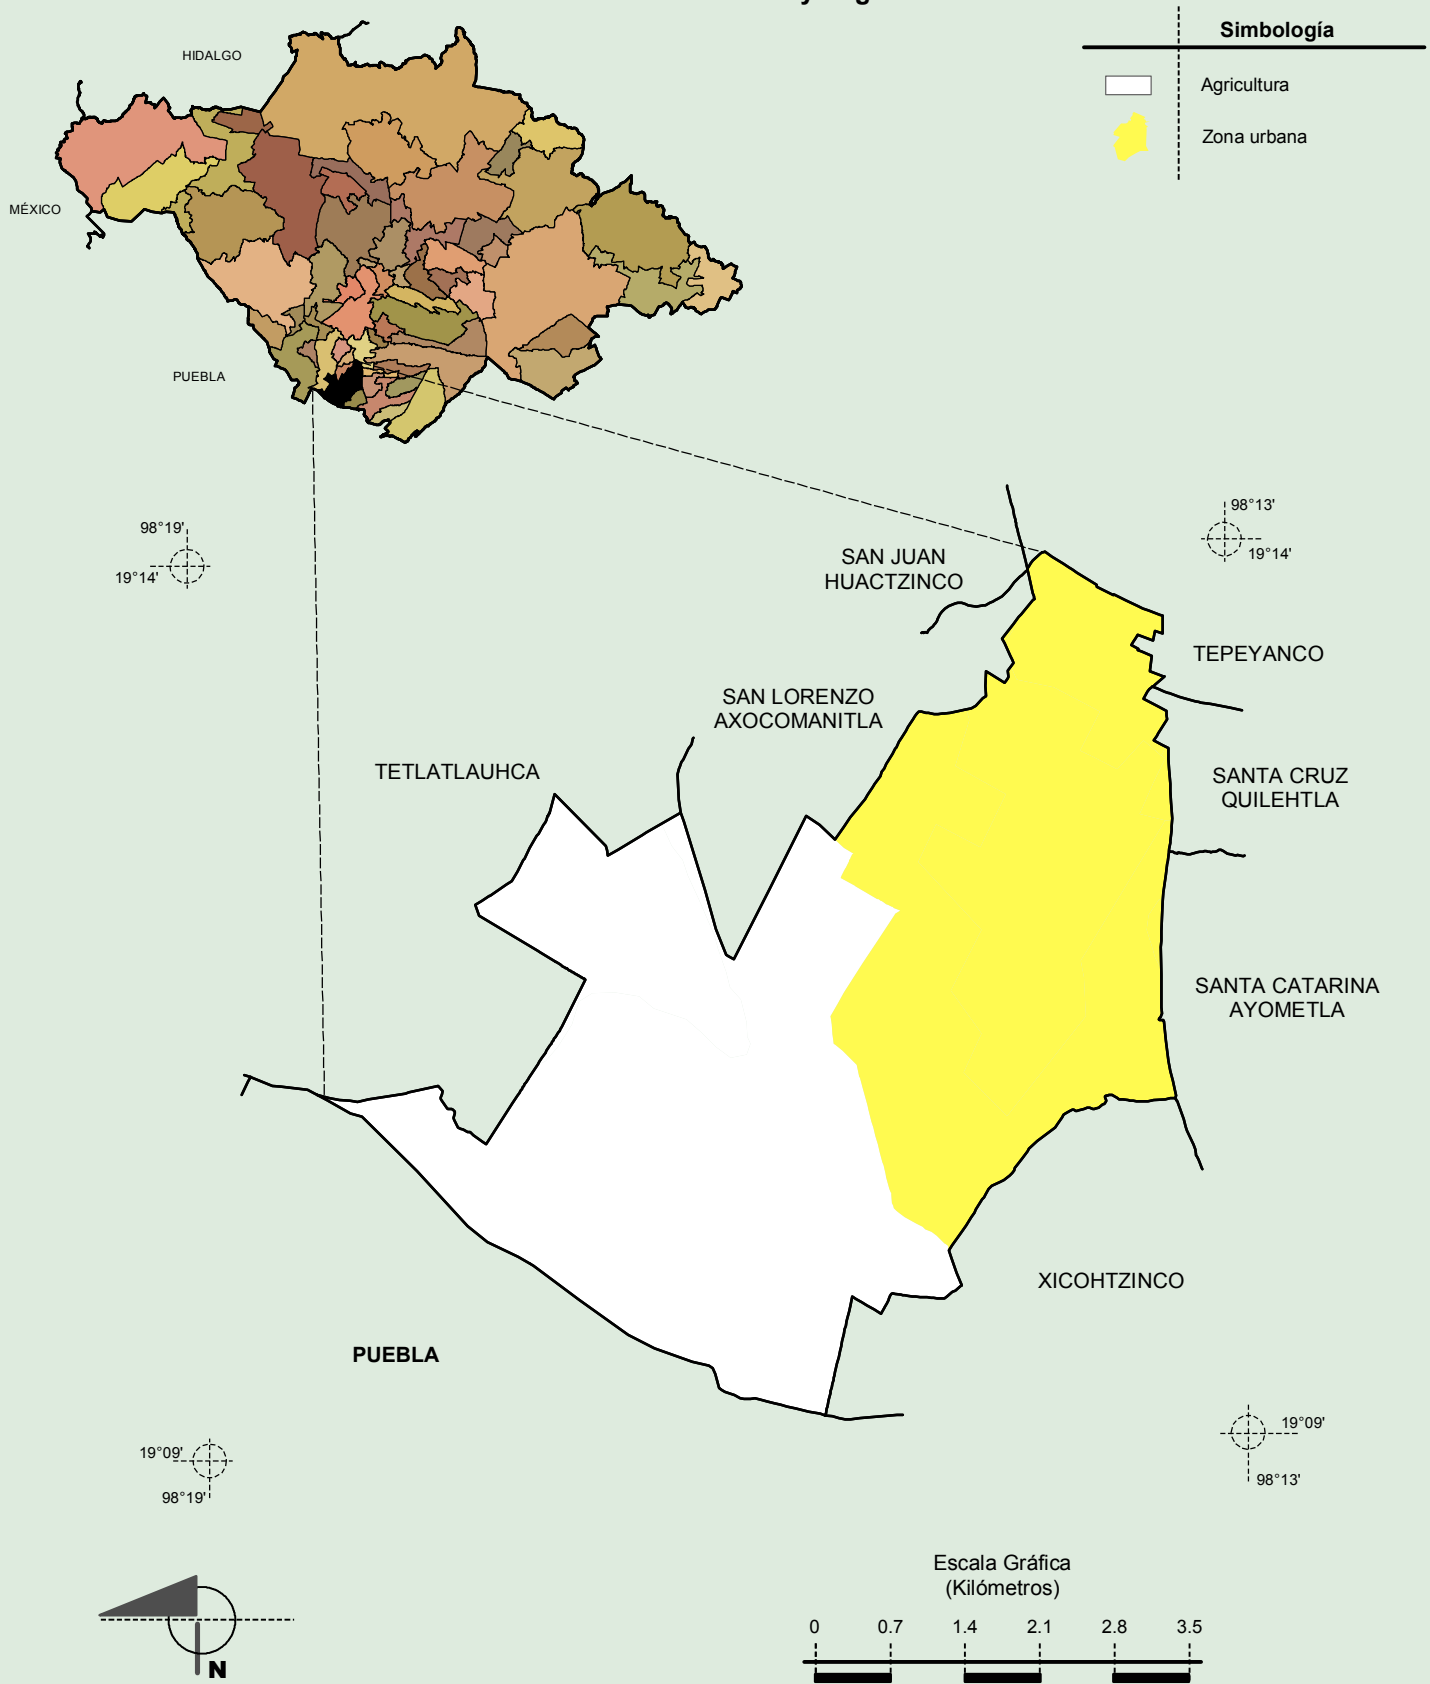 Simbología
Agricultura
Zona urbana
HIDALGO
MÉXICO
PUEBLA
98°19'
19°14'
98°13'
19°14'
SAN JUAN
HUACTZINCO
TEPEYANCO
SAN LORENZO
AXOCOMANITLA
TETLATLAUHCA
SANTA CRUZ
QUILEHTLA
SANTA CATARINA
AYOMETLA
XICOHTZINCO
PUEBLA
19°09'
98°19'
19°09'
98°13'
N
Escala Gráfica
(Kilómetros)
0 0.7 1.4 2.1 2.8 3.5